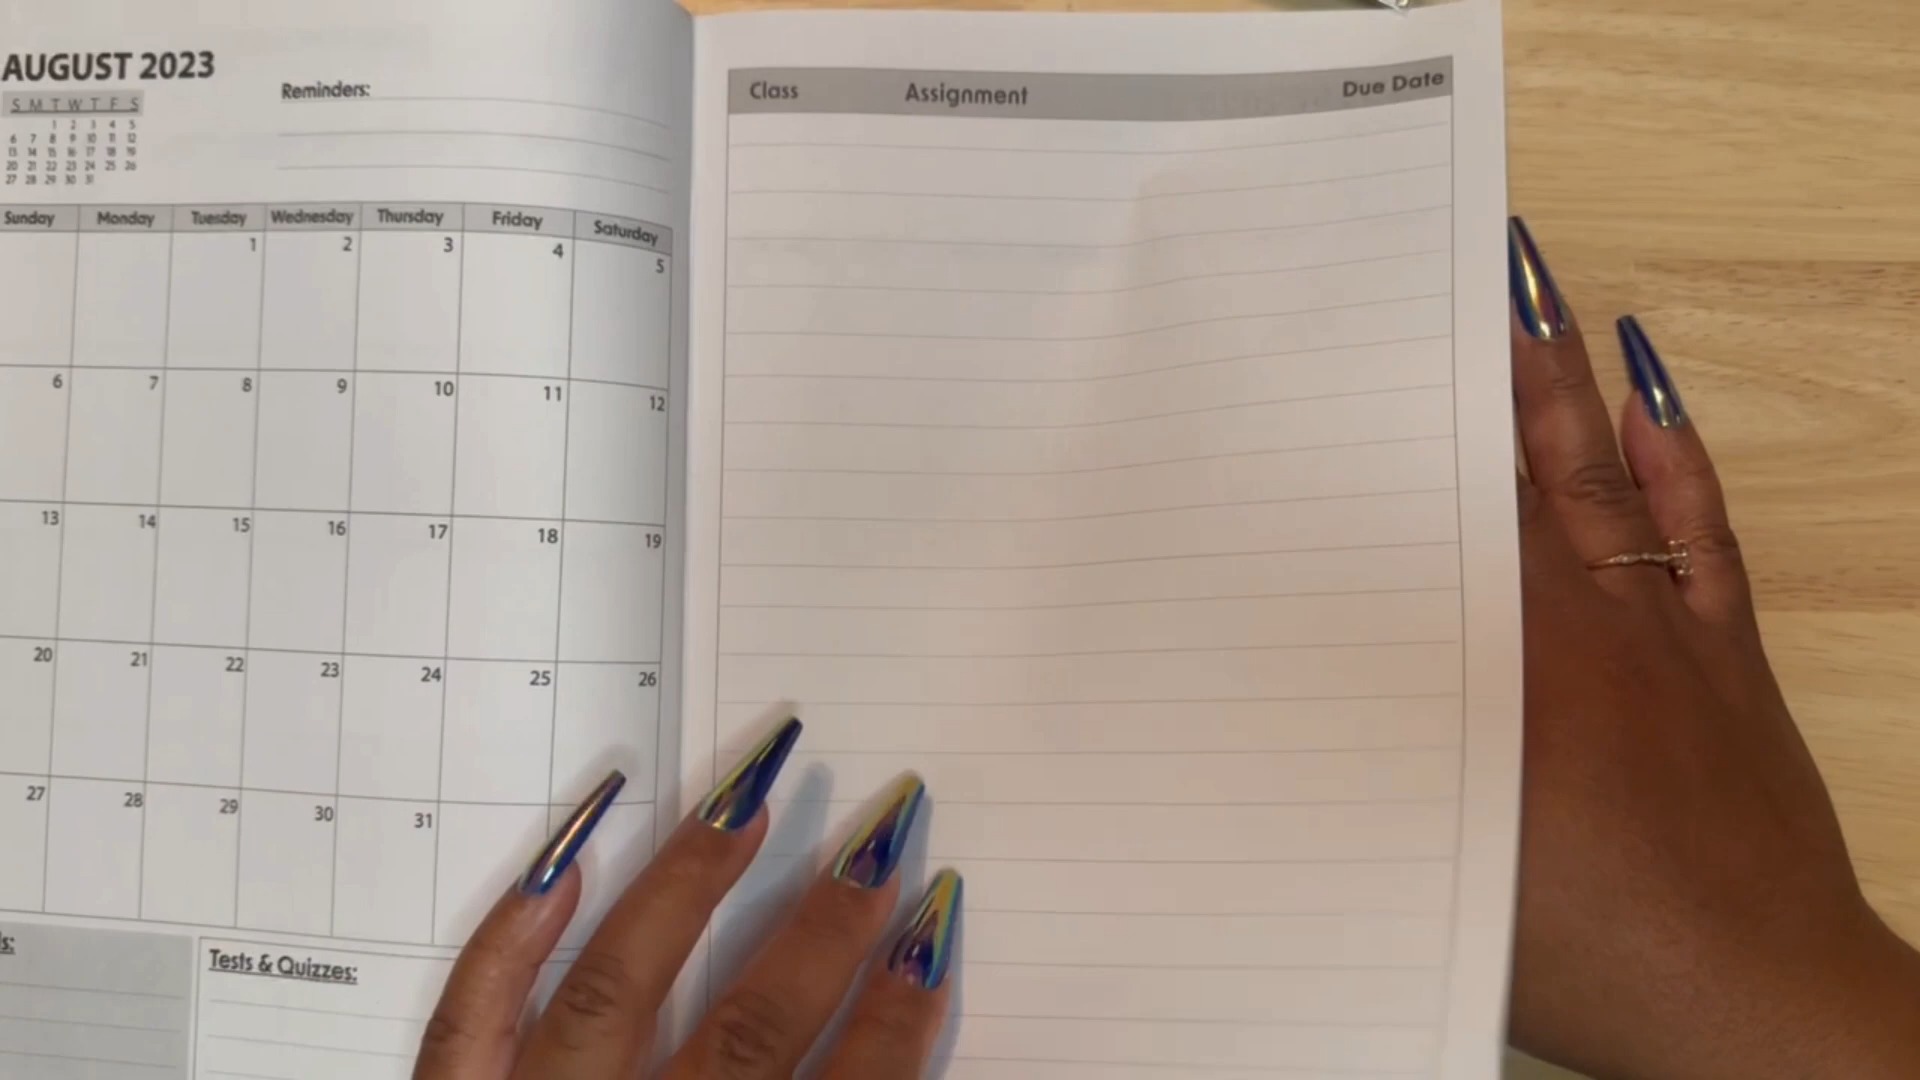 AUGUST 2023
S M T W T F S
1 2 3 4 5
6 7 8 9 10 11 12
13 14 15 16 17 18 19
20 21 22 23 24 25 26
27 28 29 30 31
Reminders:
Sunday Monday Tuesday Wednesday Thursday Friday Saturday
1 2 3 4 5
6 7 8 9 10 11 12
13 14 15 16 17 18 19
20 21 22 23 24 25 26
27 28 29 30 31
s:
Tests & Quizzes:
Class Assignment Due Date